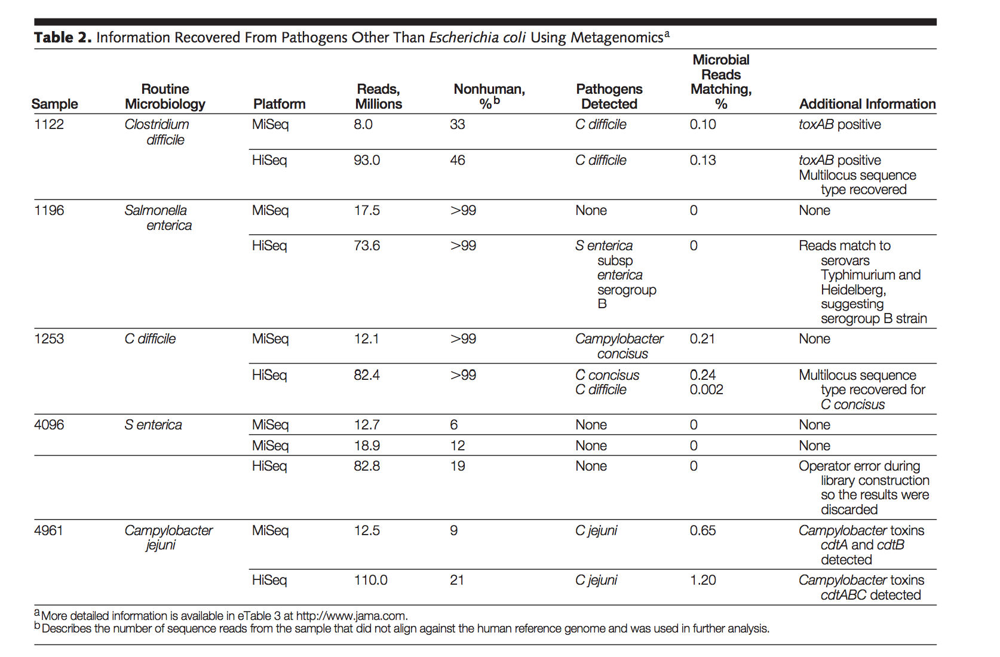 Table 2. Information Recovered From Pathogens Other Than Escherichia coli Using Metagenomicsa
Sample Routine Microbiology Platform Reads, Millions Nonhuman, %b Pathogens Detected Microbial Reads Matching, % Additional Information
1122 Clostridium difficile MiSeq 8.0 33 C difficile 0.10 toxAB positive
HiSeq 93.0 46 C difficile 0.13 toxAB positive
Multilocus sequence
type recovered
1196 Salmonella enterica MiSeq 17.5 >99 None 0 None
HiSeq 73.6 >99 S enterica subsp enterica serogroup B 0 Reads match to
serovars
Typhimurium and
Heidelberg,
suggesting
serogroup B strain
1253 C difficile MiSeq 12.1 >99 Campylobacter concisus 0.21 None
HiSeq 82.4 >99 C concisus 0.24 Multilocus sequence
C difficile 0.002 type recovered for
C concisus
4096 S enterica MiSeq 12.7 6 None 0 None
MiSeq 18.9 12 None 0 None
HiSeq 82.8 19 None 0 Operator error during
library construction
so the results were
discarded
4961 Campylobacter jejuni MiSeq 12.5 9 C jejuni 0.65 Campylobacter toxins
cdtA and cdtB
detected
HiSeq 110.0 21 C jejuni 1.20 Campylobacter toxins
cdtABC detected
a More detailed information is available in eTable 3 at http://www.jama.com.
b Describes the number of sequence reads from the sample that did not align against the human reference genome and was used in further analysis.